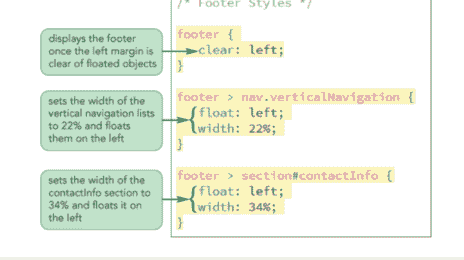 /* Footer Styles */
displays the footer
once the left margin is
clear of floated objects
footer {
clear: left;
}
sets the width of the
vertical navigation lists
to 22% and floats
them on the left
footer > nav.verticalNavigation {
float: left;
width: 22%;
}
sets the width of the
contactInfo section to
34% and floats it on
the left
footer > section#contactInfo {
float: left;
width: 34%;
}